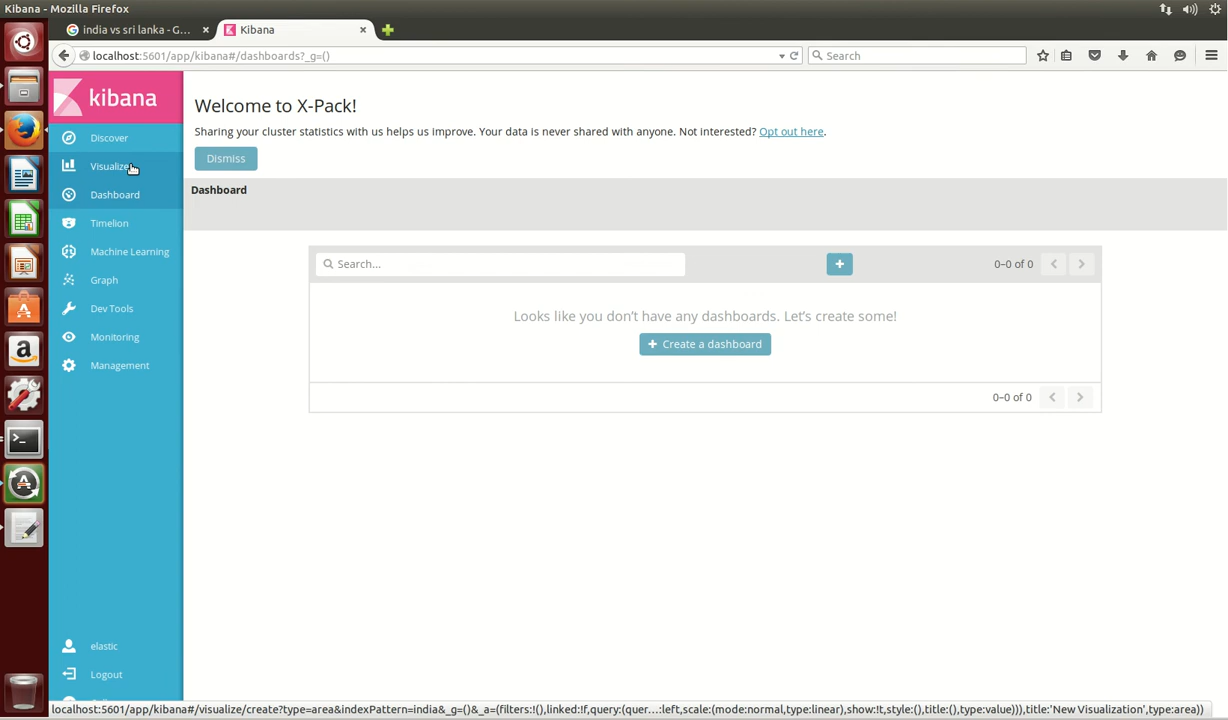 Kibana - Mozilla Firefox
india vs sri lanka - G...
Kibana
localhost:5601/app/kibana#/dashboards?_g=()
Search
kibana
Discover
Visualize
Dashboard
Timelion
Machine Learning
Graph
Dev Tools
Monitoring
Management
elastic
Logout
Welcome to X-Pack!
Sharing your cluster statistics with us helps us improve. Your data is never shared with anyone. Not interested? Opt out here.
Dismiss
Dashboard
Search...
0–0 of 0
Looks like you don't have any dashboards. Let's create some!
Create a dashboard
0–0 of 0
localhost:5601/app/kibana#/visualize/create?type=area&indexPattern=india&_g=()&_a=(filters:!(),linked:!f,query:(quer...:left,scale:(mode:normal,type:linear),show:!t,style:(),title:(),type:value))),title:'New Visualization',type:area))